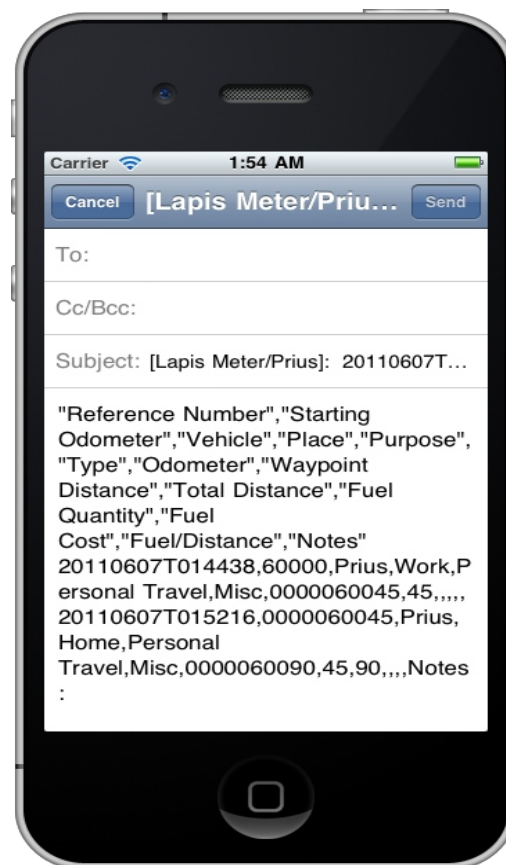 Carrier 1:54 AM
Cancel [Lapis Meter/Priu... Send
To:
Cc/Bcc:
Subject: [Lapis Meter/Prius]: 20110607T...
"Reference Number","Starting
Odometer","Vehicle","Place","Purpose",
"Type","Odometer","Waypoint
Distance","Total Distance","Fuel
Quantity","Fuel
Cost","Fuel/Distance","Notes"
20110607T014438,60000,Prius,Work,P
ersonal Travel,Misc,0000060045,45,,,,,
20110607T015216,0000060045,Prius,
Home,Personal
Travel,Misc,0000060090,45,90,,,,Notes
: